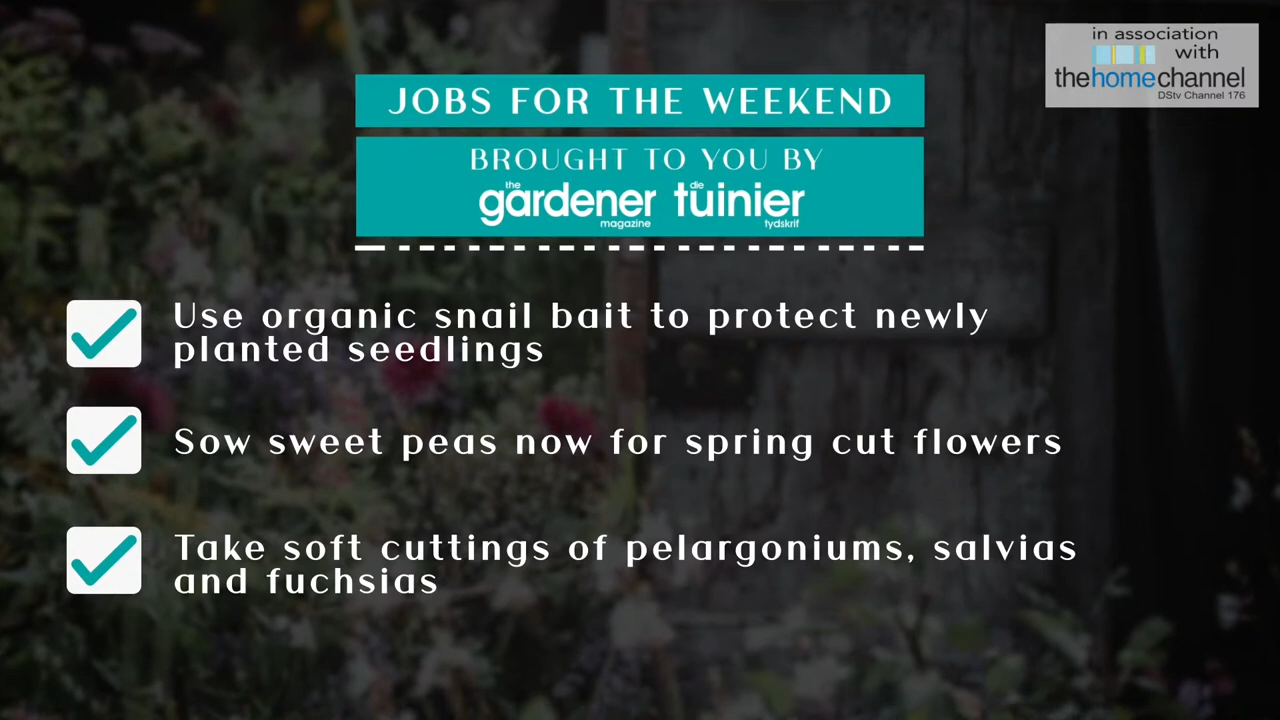 in association
with
thehomechannel
DStv Channel 176
JOBS FOR THE WEEKEND
BROUGHT TO YOU BY
the gardener magazine die tuinier tydskrif
Use organic snail bait to protect newly
planted seedlings
Sow sweet peas now for spring cut flowers
Take soft cuttings of pelargoniums, salvias
and fuchsias